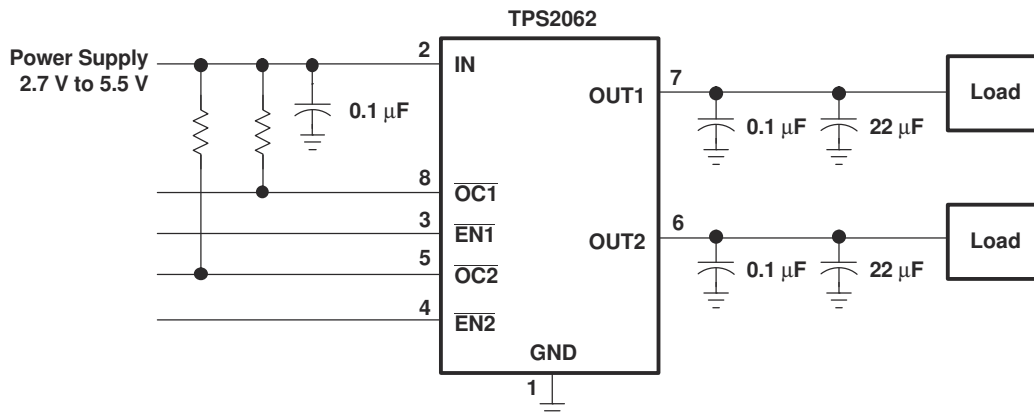 TPS2062
Power Supply
2.7 V to 5.5 V
2
IN
0.1 μF
7
OUT1
0.1 μF
22 μF
Load
8
OC1
3
EN1
5
OC2
4
EN2
6
OUT2
0.1 μF
22 μF
Load
GND
1